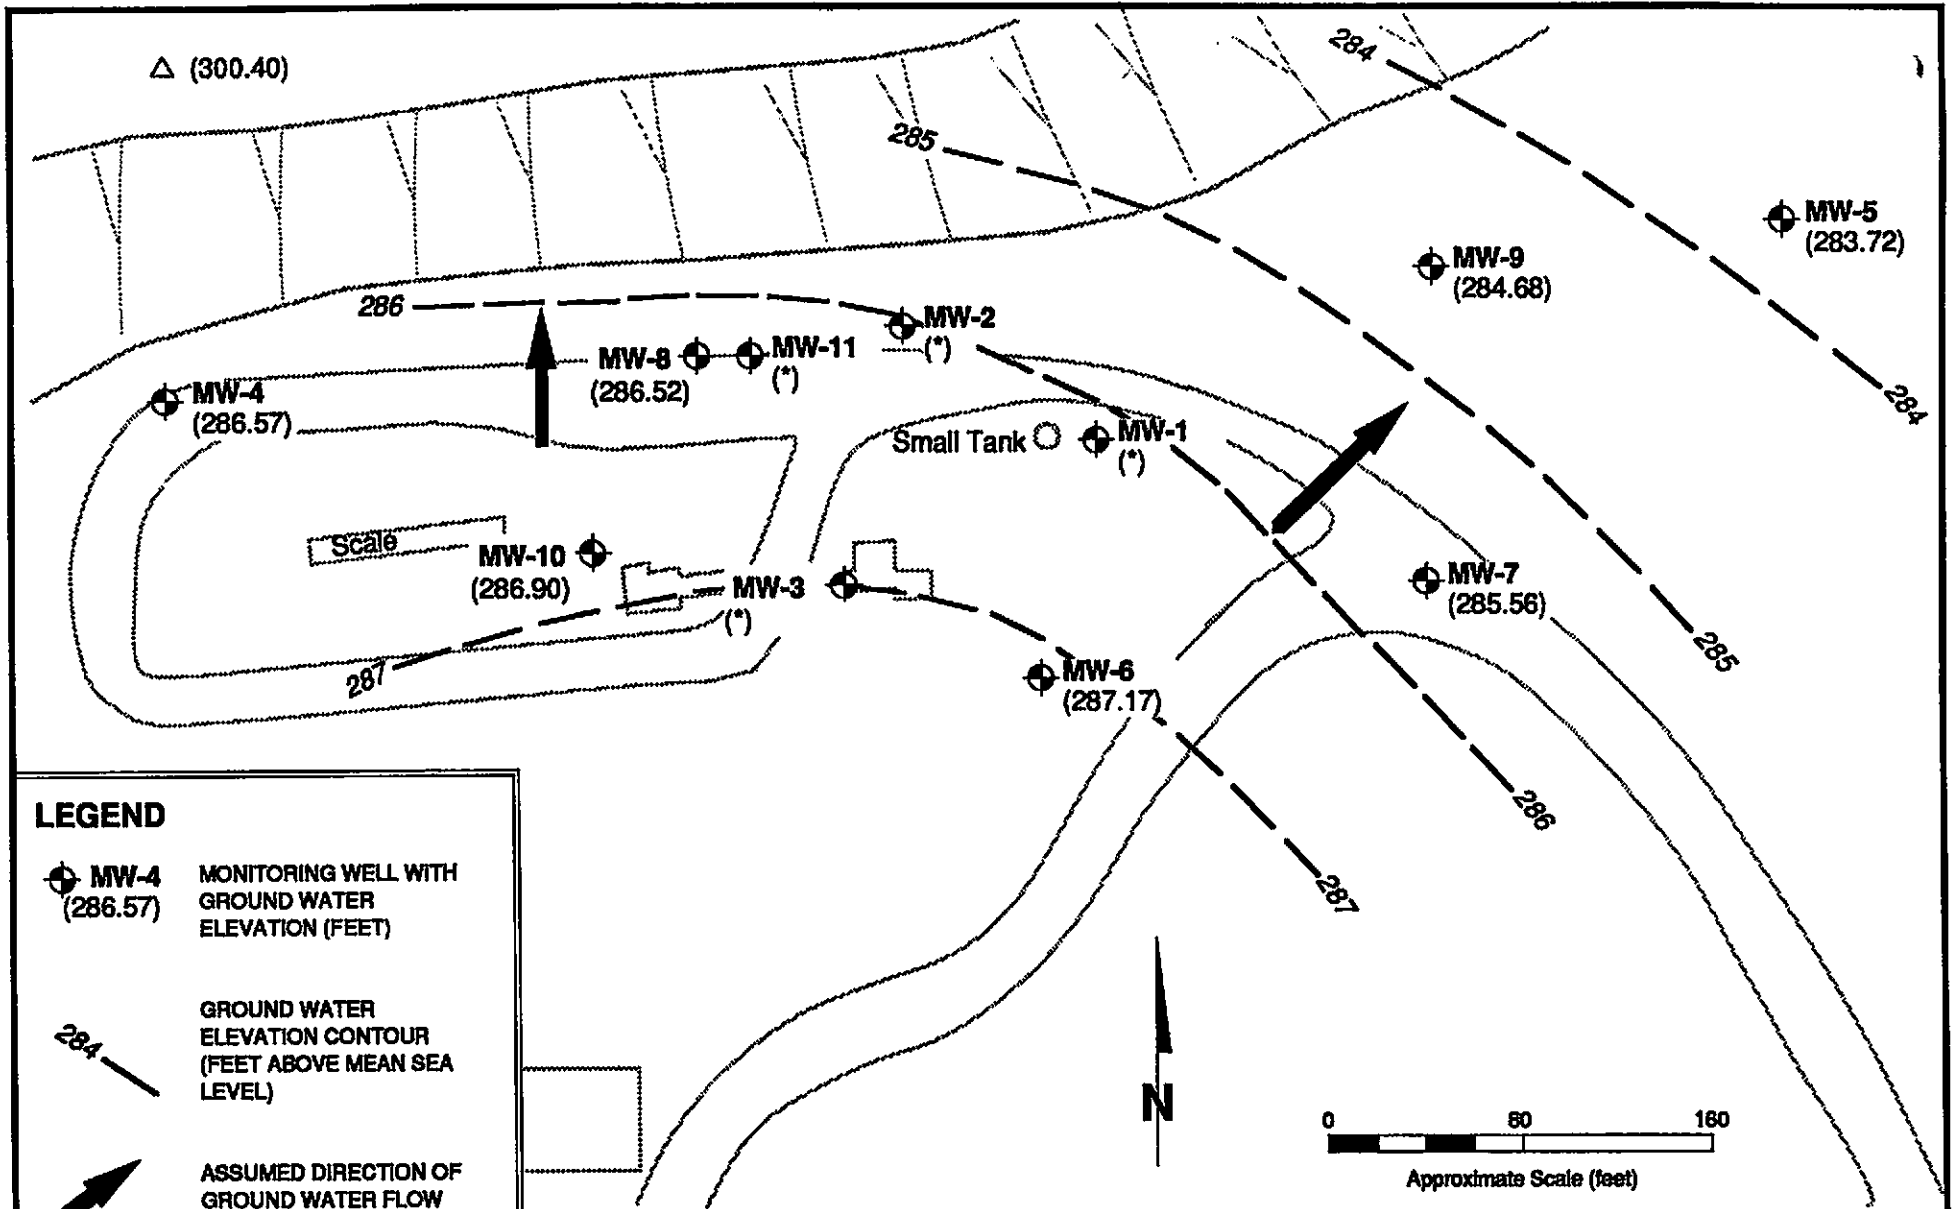 △ (300.40)
284
285
MW-5
(283.72)
MW-9
(284.68)
286
MW-2
(*)
MW-8
(286.52)
MW-11
(*)
MW-4
(286.57)
284
Small Tank
MW-1
(*)
Scale
MW-10
(286.90)
MW-3
(*)
MW-7
(285.56)
285
287
MW-6
(287.17)
286
287
LEGEND
MW-4
(286.57)
MONITORING WELL WITH
GROUND WATER
ELEVATION (FEET)
284
GROUND WATER
ELEVATION CONTOUR
(FEET ABOVE MEAN SEA
LEVEL)
ASSUMED DIRECTION OF
GROUND WATER FLOW
N
0 80 160
Approximate Scale (feet)